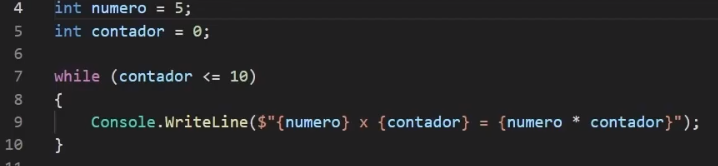 4 int numero = 5;
5 int contador = 0;
6
7 while (contador <= 10)
8 {
9 Console.WriteLine($"{numero} x {contador} = {numero * contador}");
10 }